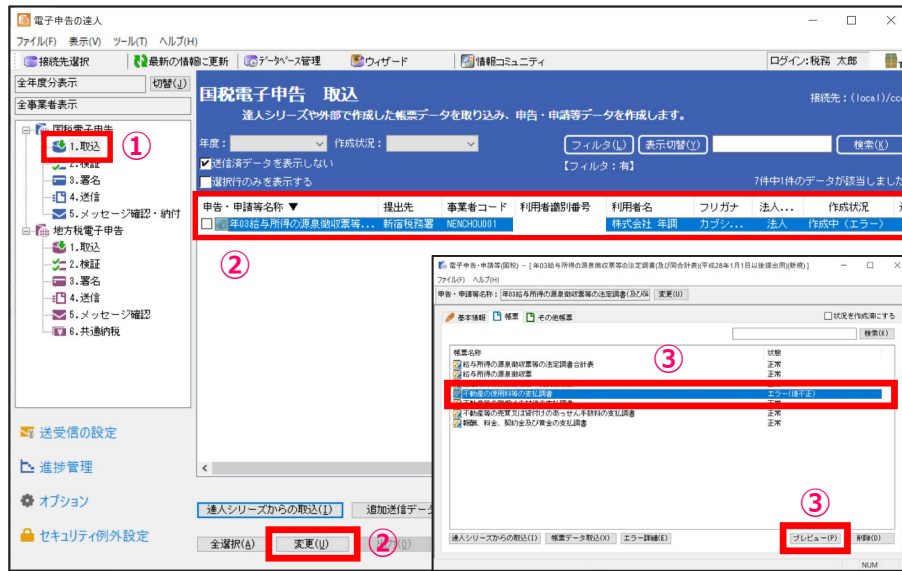 電子申告の達人
ファイル(F) 表示(V) ツール(T) ヘルプ(H)
接続先選択 最新の情報に更新 データベース管理 ウィザード 情報コミュニティ ログイン:税務 太郎
全年度分表示 切替(J)
全事業者表示
国税電子申告
1.取込
①
2.検証
3.署名
4.送信
5.メッセージ確認・納付
地方税電子申告
1.取込
2.検証
3.署名
4.送信
5.メッセージ確認
6.共通納税
送受信の設定
進捗管理
オプション
セキュリティ例外設定
国税電子申告 取込
接続先:(local)/cc
達人シリーズや外部で作成した帳票データを取り込み、申告・申請等データを作成します。
年度: 作成状況: フィルタ(L) 表示切替(Y) 検索(K)
送信済データを表示しない 【フィルタ:有】
選択行のみを表示する 7件中1件のデータが該当しました
申告・申請等名称 ▼ 提出先 事業者コード 利用者識別番号 利用者名 フリガナ 法人... 作成状況
年03給与所得の源泉徴収票等... 新宿税務署 NENCHOU001 株式会社 年調 カブシ... 法人 作成中(エラー)
②
達人シリーズからの取込(I) 追加送信データ
全選択(A) 変更(U) ② (O)
電子申告・申請等(国税) - [ 年03給与所得の源泉徴収票等の法定調書(及び同合計表)(平成28年1月1日以後提出用)(新規) ]
ファイル(F) ヘルプ(H)
申告・申請等名称: 年03給与所得の源泉徴収票等の法定調書(及び同 変更(U)
基本情報 帳票 その他帳票 状況を作成済にする
検索(K)
帳票名称 状態
③
給与所得の源泉徴収票等の法定調書合計表 正常
給与所得の源泉徴収票 正常
不動産の使用料等の支払調書 エラー(値不正)
不動産等の売買又は貸付けのあっせん手数料の支払調書 正常
報酬、料金、契約金及び賞金の支払調書 正常
③
達人シリーズからの取込(I) 帳票データ取込(X) エラー詳細(E) プレビュー(P) 削除(D)
NUM